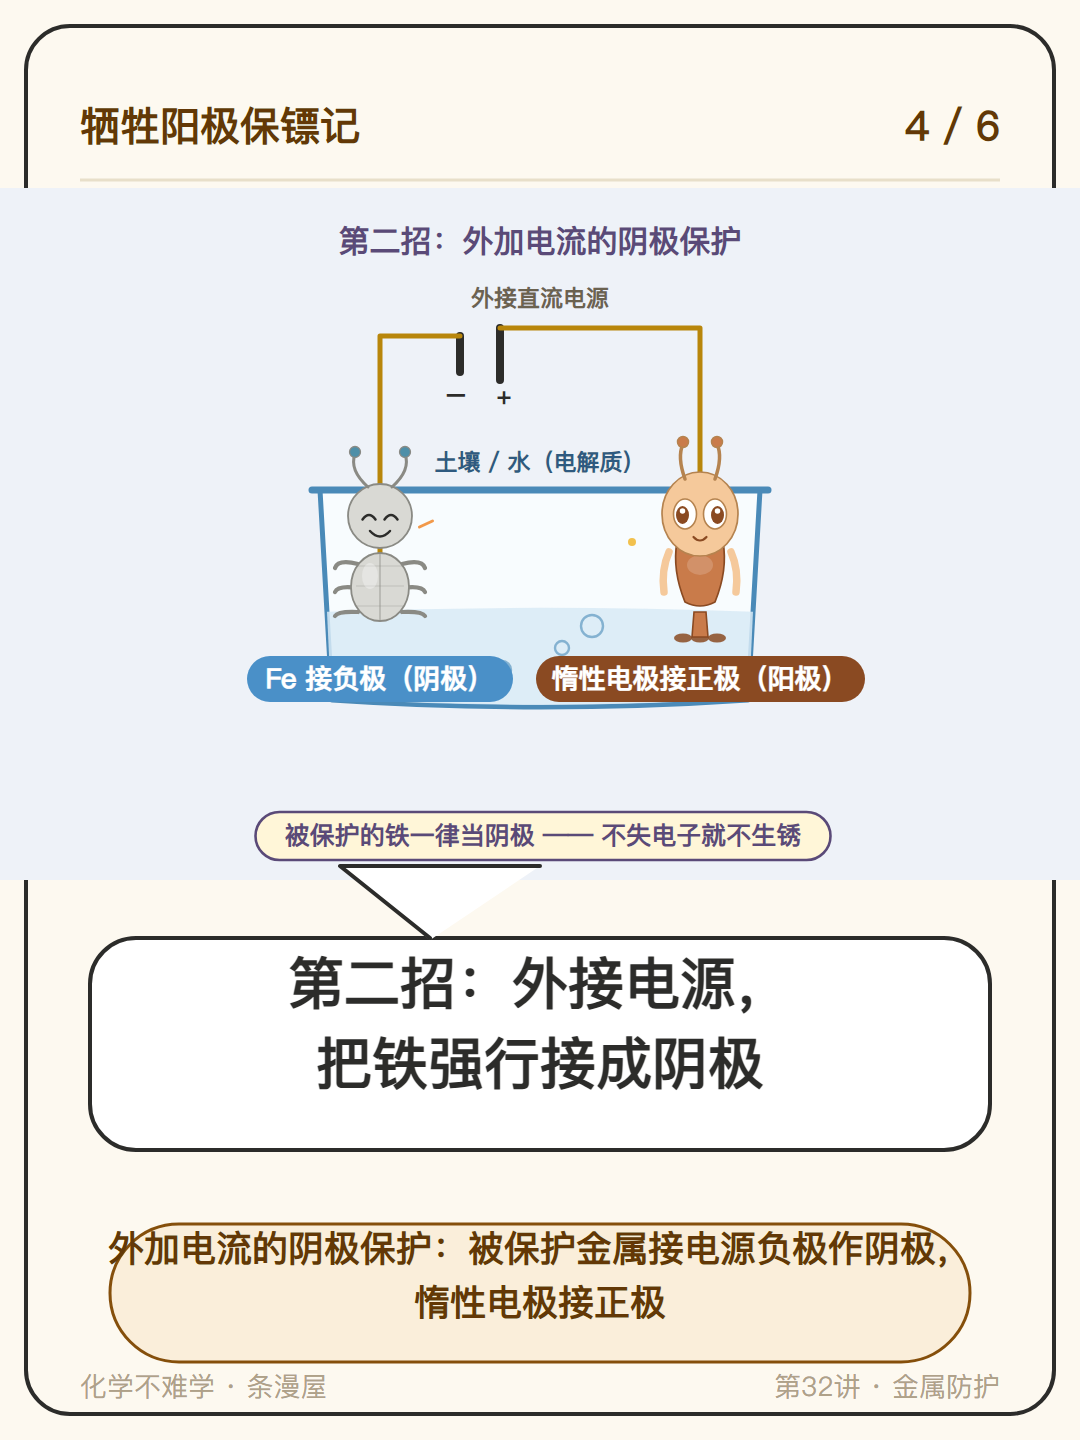 牺牲阳极保镖记
4 / 6
第二招：外加电流的阴极保护
外接直流电源
− +
土壤 / 水（电解质）
Fe 接负极（阴极）
惰性电极接正极（阳极）
被保护的铁一律当阴极 —— 不失电子就不生锈
第二招：外接电源，
把铁强行接成阴极
外加电流的阴极保护：被保护金属接电源负极作阴极，
惰性电极接正极
化学不难学 · 条漫屋
第32讲 · 金属防护